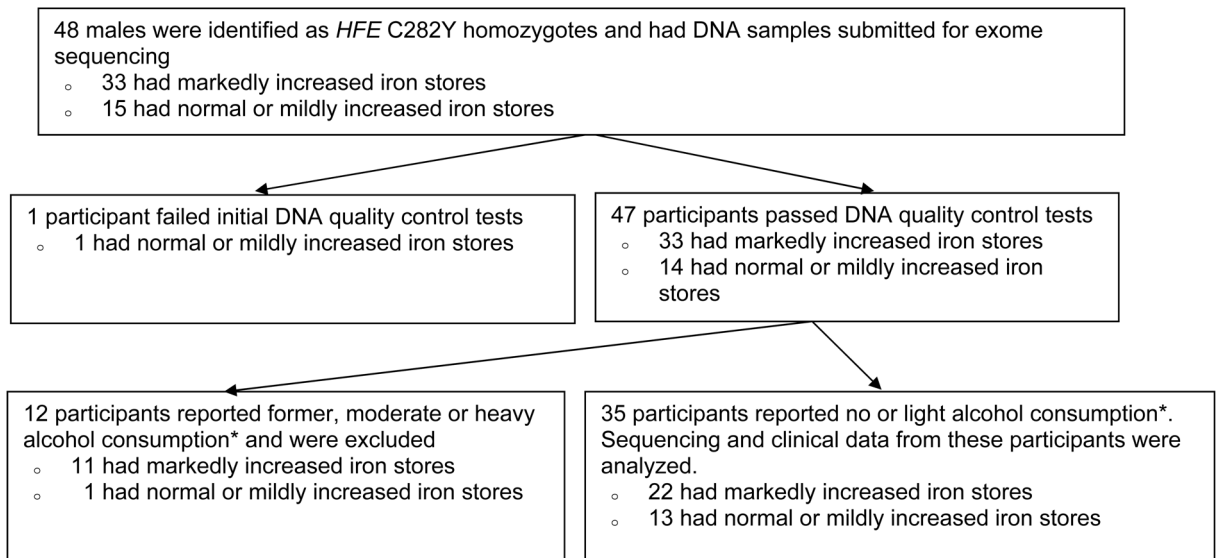 48 males were identified as HFE C282Y homozygotes and had DNA samples submitted for exome
sequencing
◦ 33 had markedly increased iron stores
◦ 15 had normal or mildly increased iron stores
1 participant failed initial DNA quality control tests
◦ 1 had normal or mildly increased iron stores
47 participants passed DNA quality control tests
◦ 33 had markedly increased iron stores
◦ 14 had normal or mildly increased iron
stores
12 participants reported former, moderate or heavy
alcohol consumption* and were excluded
◦ 11 had markedly increased iron stores
◦ 1 had normal or mildly increased iron stores
35 participants reported no or light alcohol consumption*.
Sequencing and clinical data from these participants were
analyzed.
◦ 22 had markedly increased iron stores
◦ 13 had normal or mildly increased iron stores